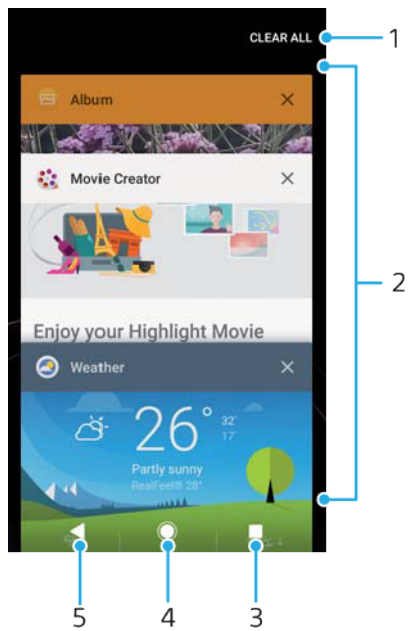 CLEAR ALL
1
Album
Movie Creator
2
Enjoy your Highlight Movie
Weather
26° 32°
17°
Partly sunny
RealFeel® 28°
5 4 3